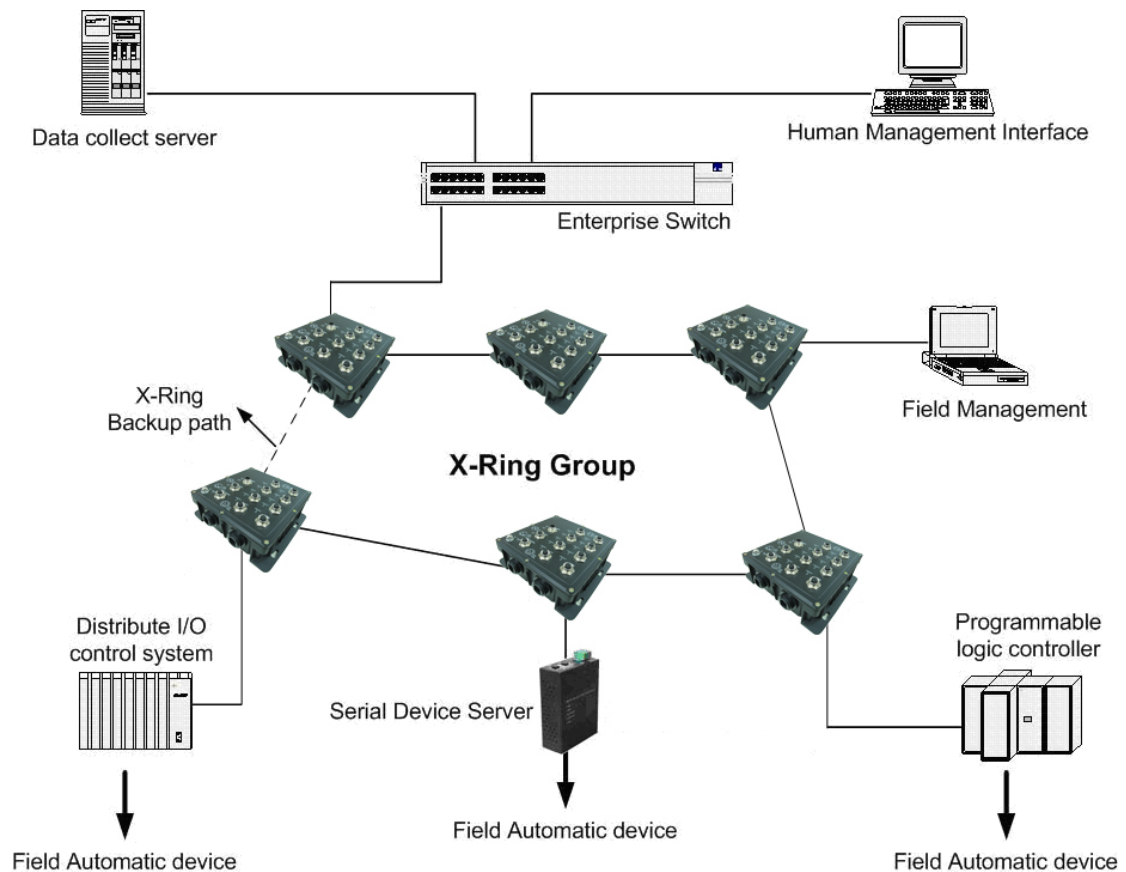 Data collect server
Human Management Interface
Enterprise Switch
X-Ring
Backup path
Field Management
X-Ring Group
Distribute I/O
control system
Programmable
logic controller
Serial Device Server
Field Automatic device
Field Automatic device
Field Automatic device